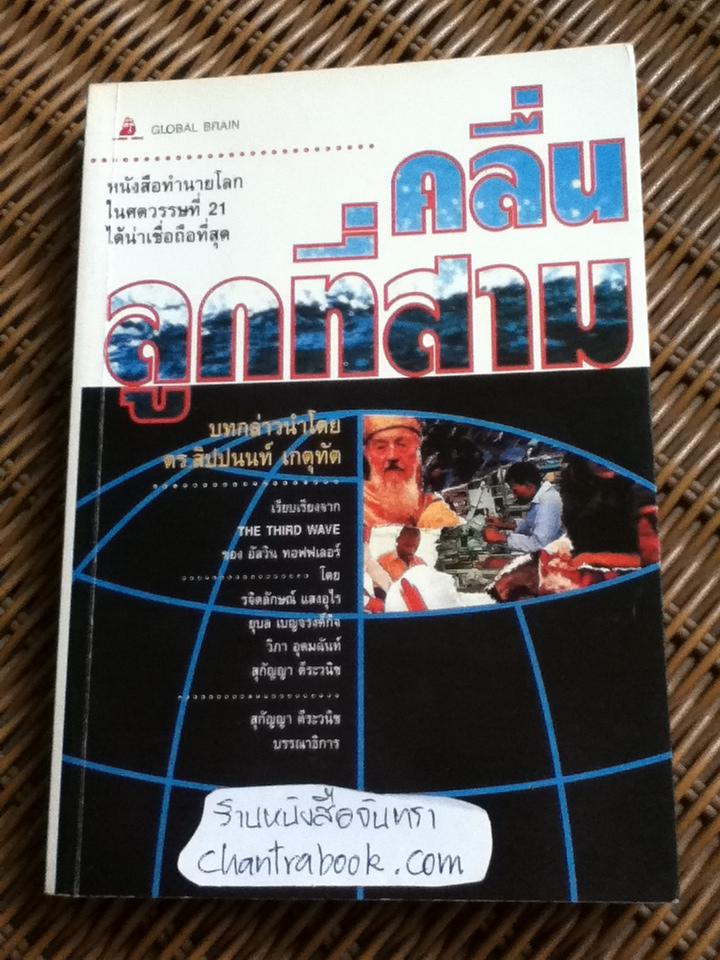 GLOBAL BRAIN
หนังสือทำนายโลก
ในศตวรรษที่ 21
ได้น่าเชื่อถือที่สุด
คลื่น
ลูกที่สาม
บทกล่าวนำโดย
ดร.สิปปนนท์ เกตุทัต
เรียบเรียงจาก
THE THIRD WAVE
ของ อัลวิน ทอฟฟเลอร์
โดย
รจิตลักษณ์ แสงอุไร
ยุบล เบญจรงค์กิจ
วิภา อุตมฉันท์
สุกัญญา ตีระวนิช
สุกัญญา ตีระวนิช
บรรณาธิการ
ร้านหนังสือจันทรา
chantrabook.com